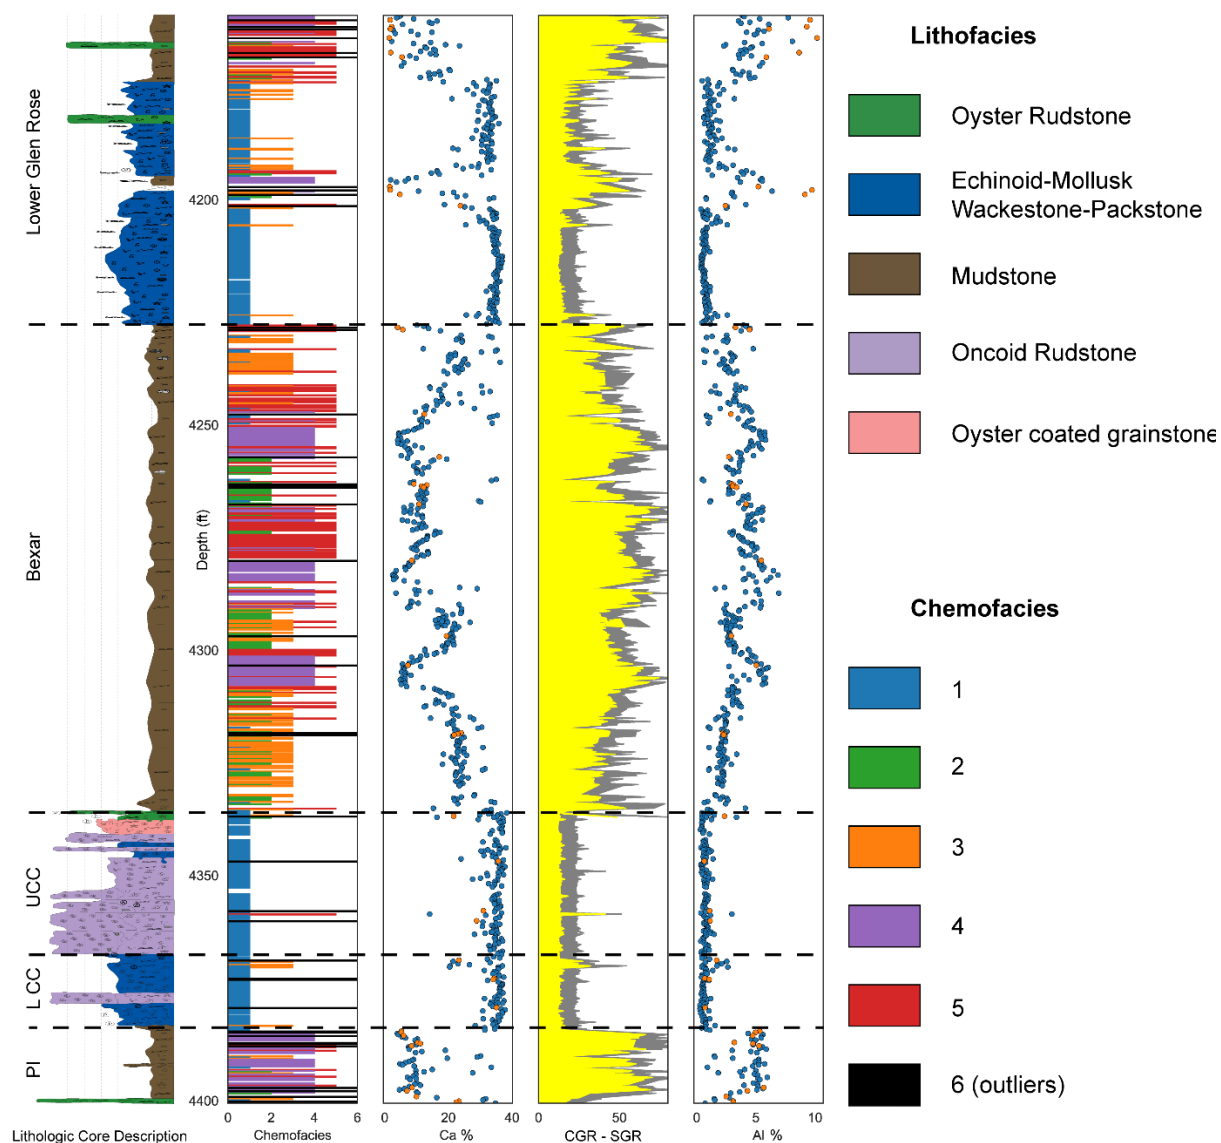 Lithofacies
Oyster Rudstone
Echinoid-Mollusk
Wackestone-Packstone
Mudstone
Oncoid Rudstone
Oyster coated grainstone
Chemofacies
1
2
3
4
5
6 (outliers)
Lower Glen Rose
Bexar
UCC
L CC
PI
Depth (ft)
4200
4250
4300
4350
4400
0
2
4
6
0
20
40
0
50
0
5
10
Lithologic Core Description
Chemofacies
Ca %
CGR - SGR
Al %